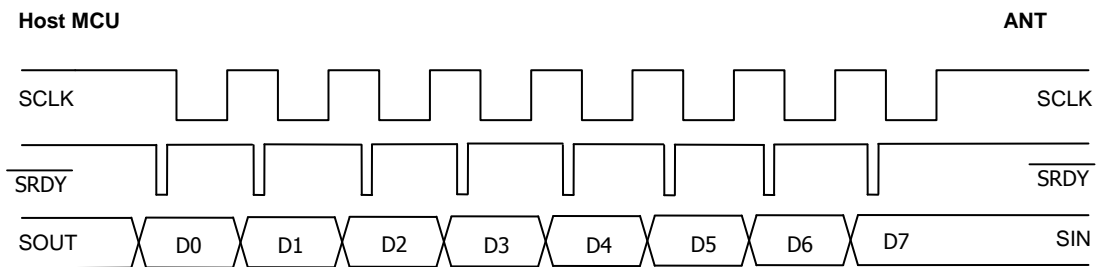 Host MCU ANT
SCLK SCLK
SRDY SRDY
SOUT D0 D1 D2 D3 D4 D5 D6 D7 SIN